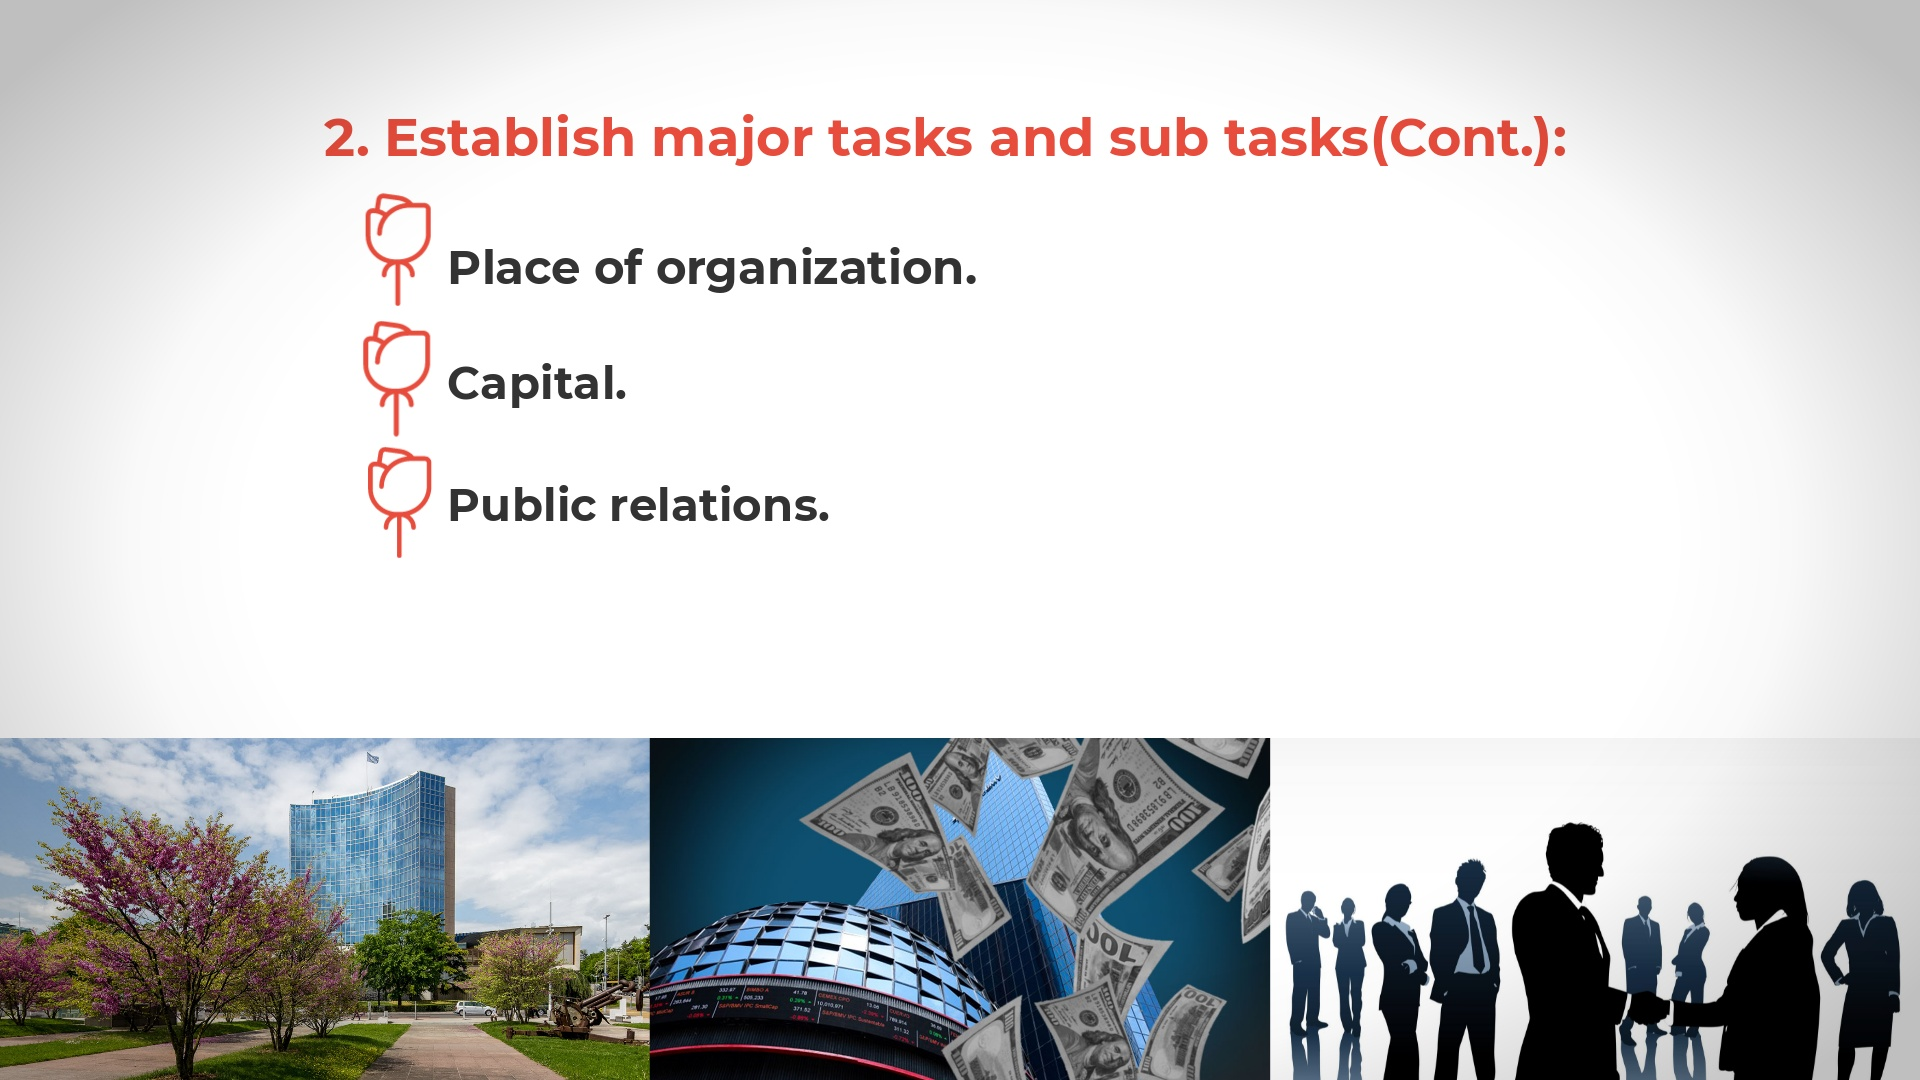 2. Establish major tasks and sub tasks(Cont.):
Place of organization.
Capital.
Public relations.